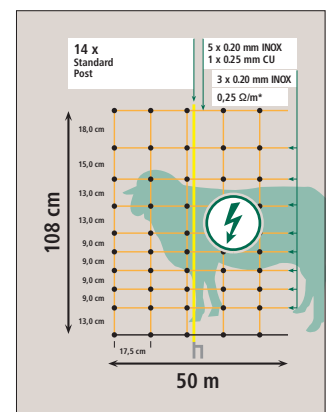 14 x
Standard
Post
5 x 0.20 mm INOX
1 x 0.25 mm CU
3 x 0.20 mm INOX
0,25 Ω/m*
18,0 cm
15,0 cm
13,0 cm
13,0 cm
9,0 cm
9,0 cm
9,0 cm
9,0 cm
13,0 cm
108 cm
17,5 cm
50 m